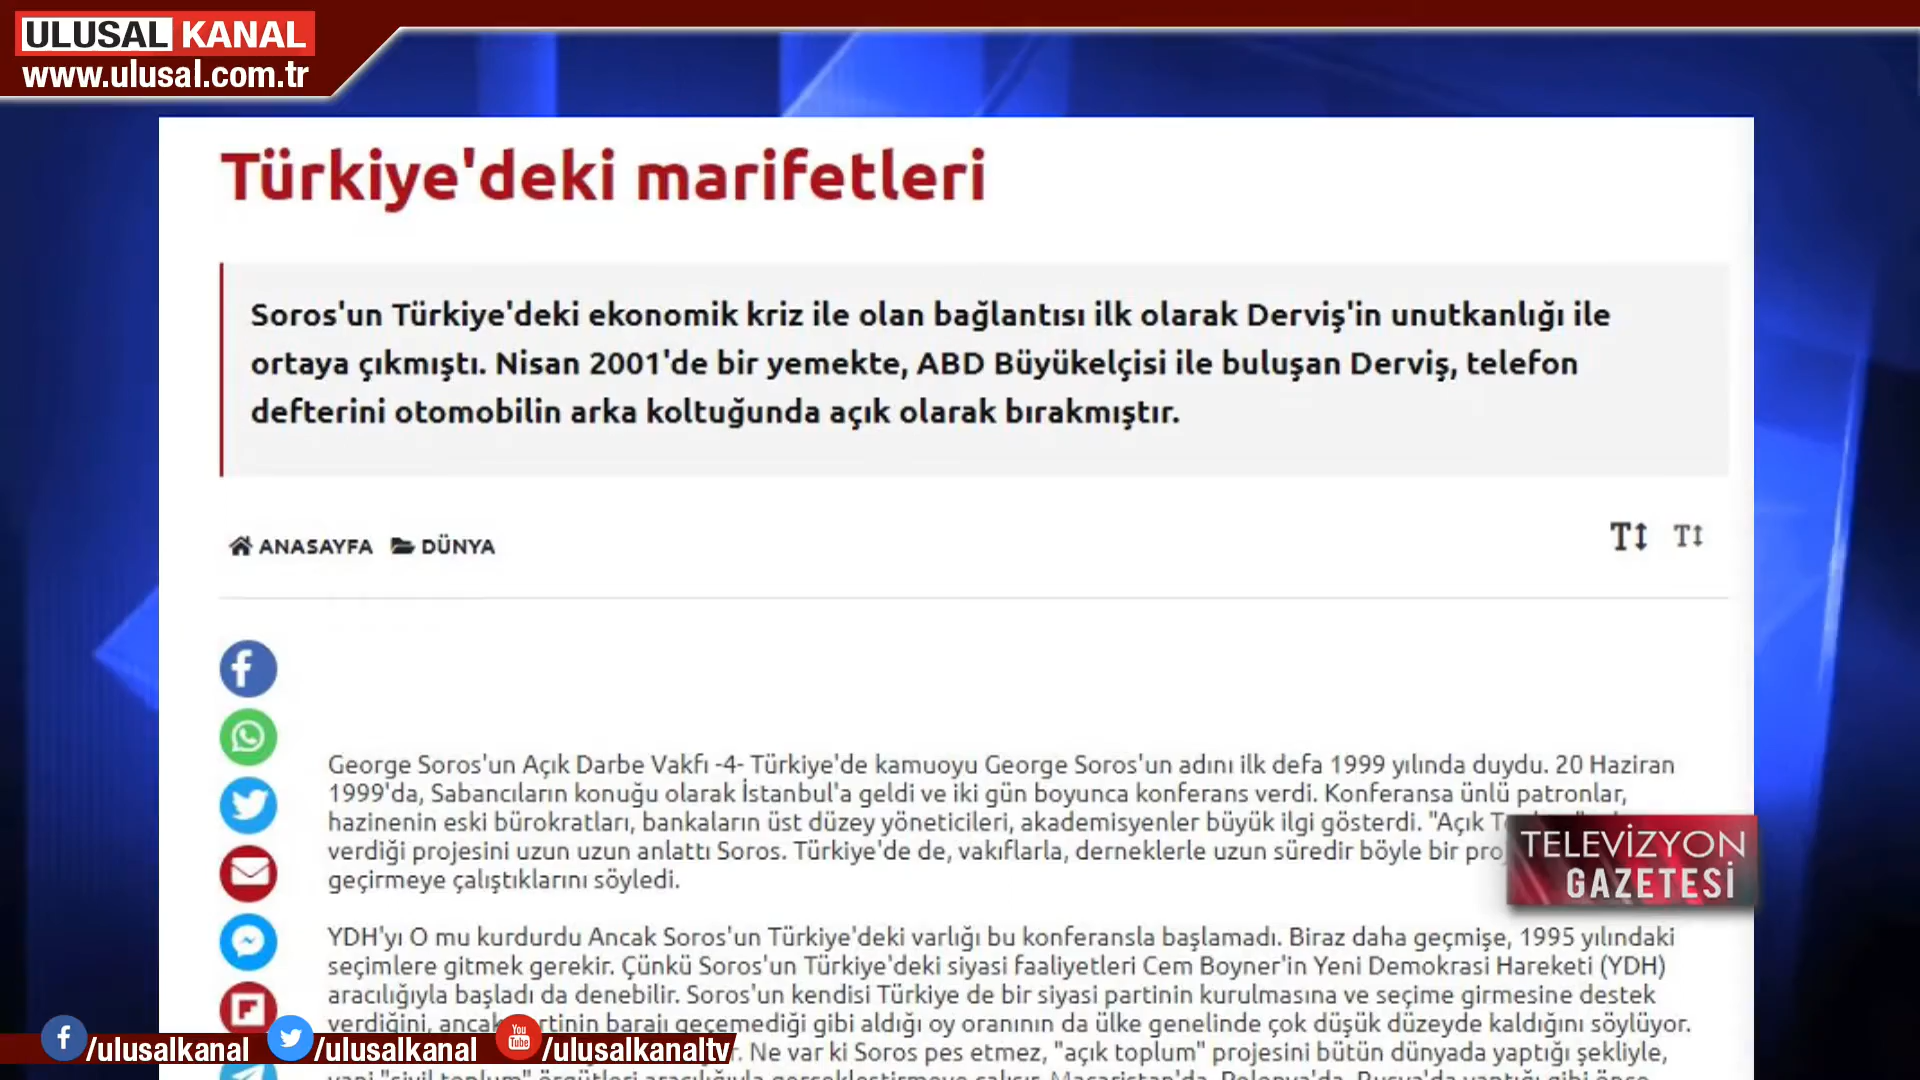 ULUSAL KANAL
www.ulusal.com.tr
Türkiye'deki marifetleri
Soros'un Türkiye'deki ekonomik kriz ile olan bağlantısı ilk olarak Derviş'in unutkanlığı ile
ortaya çıkmıştı. Nisan 2001'de bir yemekte, ABD Büyükelçisi ile buluşan Derviş, telefon
defterini otomobilin arka koltuğunda açık olarak bırakmıştır.
ANASAYFA DÜNYA
T↕ T↕
George Soros'un Açık Darbe Vakfı -4- Türkiye'de kamuoyu George Soros'un adını ilk defa 1999 yılında duydu. 20 Haziran
1999'da, Sabancıların konuğu olarak İstanbul'a geldi ve iki gün boyunca konferans verdi. Konferansa ünlü patronlar,
hazinenin eski bürokratları, bankaların üst düzey yöneticileri, akademisyenler büyük ilgi gösterdi. "Açık
verdiği projesini uzun uzun anlattı Soros. Türkiye'de de, vakıflarla, derneklerle uzun süredir böyle bir
geçirmeye çalıştıklarını söyledi.
TELEVİZYON
GAZETESİ
YDH'yı O mu kurdurdu Ancak Soros'un Türkiye'deki varlığı bu konferansla başlamadı. Biraz daha geçmişe, 1995 yılındaki
seçimlere gitmek gerekir. Çünkü Soros'un Türkiye'deki siyasi faaliyetleri Cem Boyner'in Yeni Demokrasi Hareketi (YDH)
aracılığıyla başladı da denebilir. Soros'un kendisi Türkiye de bir siyasi partinin kurulmasına ve seçime girmesine destek
verdiğini, ancak barajı geçemediği gibi aldığı oy oranının da ülke genelinde çok düşük düzeyde kaldığını söylüyor.
Ne var ki Soros pes etmez, "açık toplum" projesini bütün dünyada yaptığı şekliyle,
/ulusalkanal /ulusalkanal You Tube /ulusalkanaltv